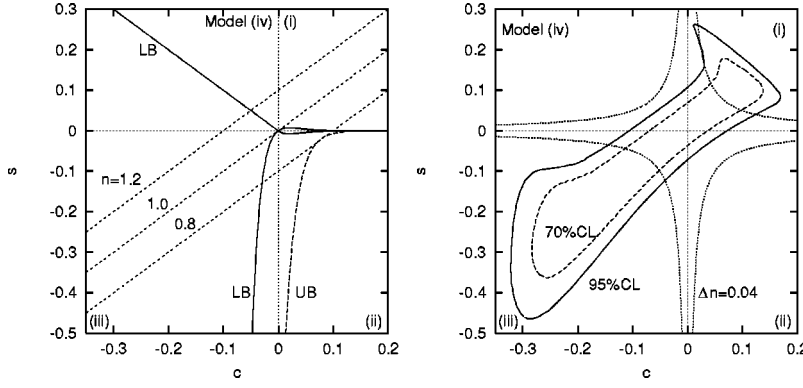 0.3
0.2
0.1
0
-0.1
-0.2
-0.3
-0.4
-0.5
s
Model (iv)
(i)
LB
n=1.2
1.0
0.8
LB
UB
(iii)
(ii)
-0.3
-0.2
-0.1
0
0.1
0.2
c
0.3
0.2
0.1
0
-0.1
-0.2
-0.3
-0.4
-0.5
s
Model (iv)
(i)
70%CL
95%CL
Δn=0.04
(iii)
(ii)
-0.3
-0.2
-0.1
0
0.1
0.2
c